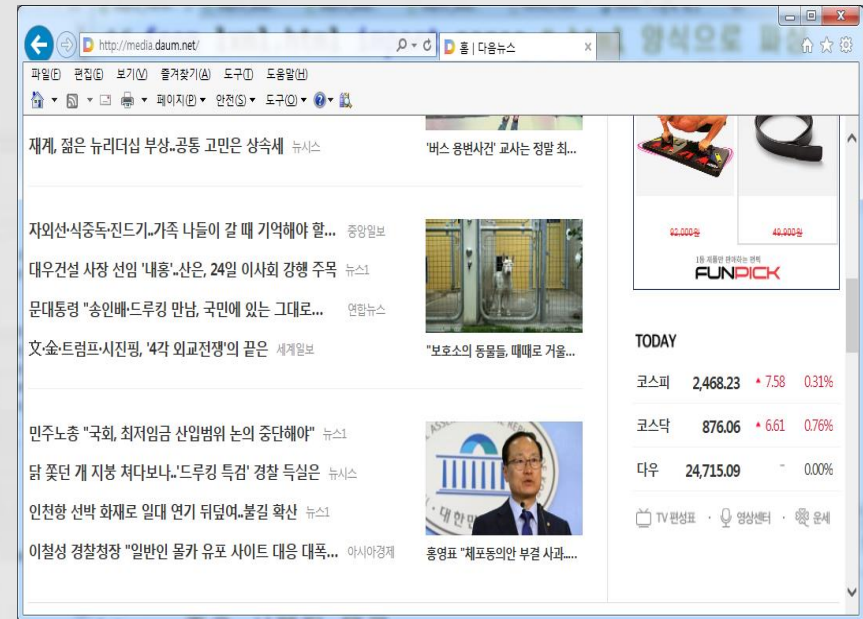 http://media.daum.net/
홈 | 다음뉴스
파일(F) 편집(E) 보기(V) 즐겨찾기(A) 도구(T) 도움말(H)
페이지(P) 안전(S) 도구(O)
재계, 젊은 뉴리더십 부상..공통 고민은 상속세 뉴시스
'버스 용변사건' 교사는 정말 최...
자외선·식중독·진드기..가족 나들이 갈 때 기억해야 할... 중앙일보
대우건설 사장 선임 '내홍'..산은, 24일 이사회 강행 주목 뉴스1
문대통령 "송인배·드루킹 만남, 국민에 있는 그대로... 연합뉴스
文·金·트럼프·시진핑, '4각 외교전쟁'의 끝은 세계일보
"보호소의 동물들, 때때로 거울...
민주노총 "국회, 최저임금 산입범위 논의 중단해야" 뉴스1
닭 쫓던 개 지붕 쳐다보나..'드루킹 특검' 경찰 득실은 뉴시스
인천항 선박 화재로 일대 연기 뒤덮여..불길 확산 뉴스1
이철성 경찰청장 "일반인 몰카 유포 사이트 대응 대폭... 아시아경제
홍영표 "체포동의안 부결 사과.....
92,000원 49,900원
FUNPICK
TODAY
코스피 2,468.23 7.58 0.31%
코스닥 876.06 6.61 0.76%
다우 24,715.09 - 0.00%
TV 편성표 · 영상센터 · 운세